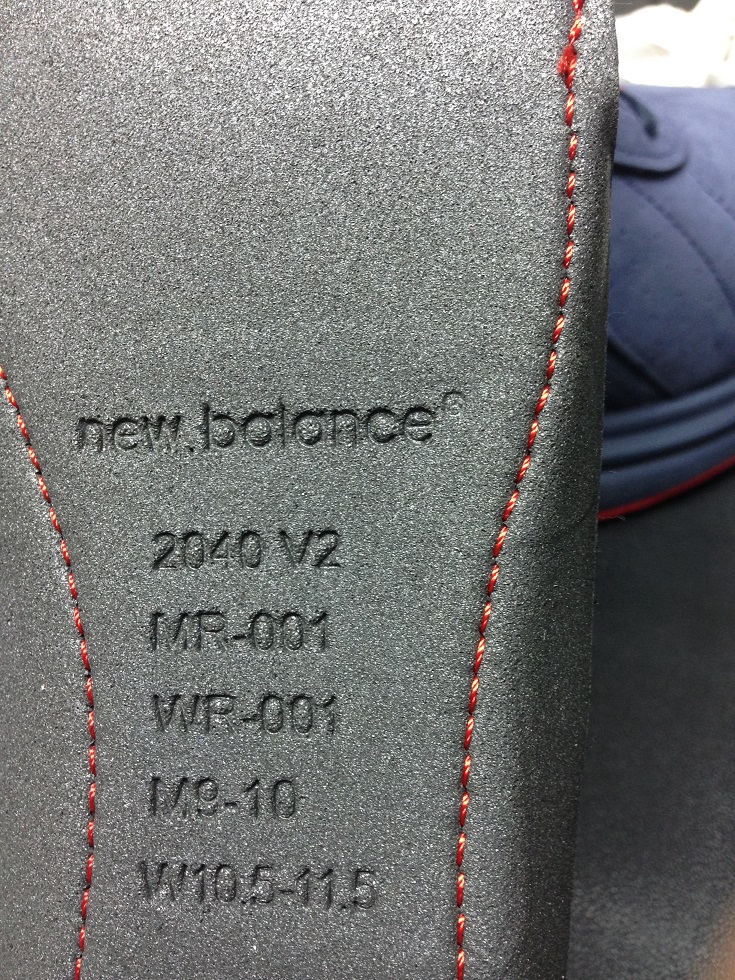 new balance®
2040 V2
MR-001
WR-001
M9-10
W10.5-11.5